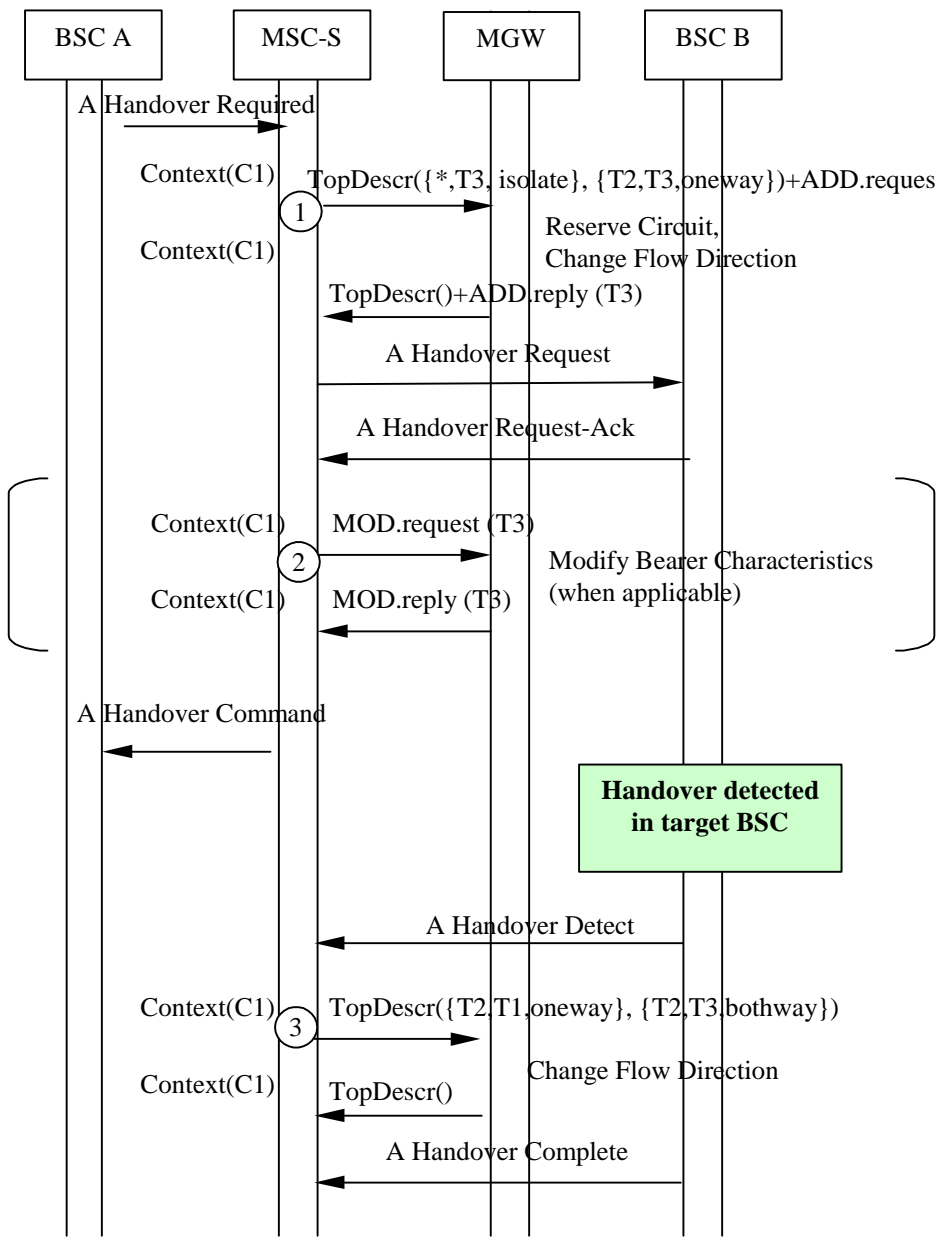 BSC A
MSC-S
MGW
BSC B
A Handover Required
Context(C1)
TopDescr({*,T3, isolate}, {T2,T3,oneway})+ADD.reques
1
Reserve Circuit,
Change Flow Direction
Context(C1)
TopDescr()+ADD.reply (T3)
A Handover Request
A Handover Request-Ack
Context(C1)
MOD.request (T3)
2
Modify Bearer Characteristics
(when applicable)
Context(C1)
MOD.reply (T3)
A Handover Command
Handover detected
in target BSC
A Handover Detect
Context(C1)
TopDescr({T2,T1,oneway}, {T2,T3,bothway})
3
Change Flow Direction
Context(C1)
TopDescr()
A Handover Complete